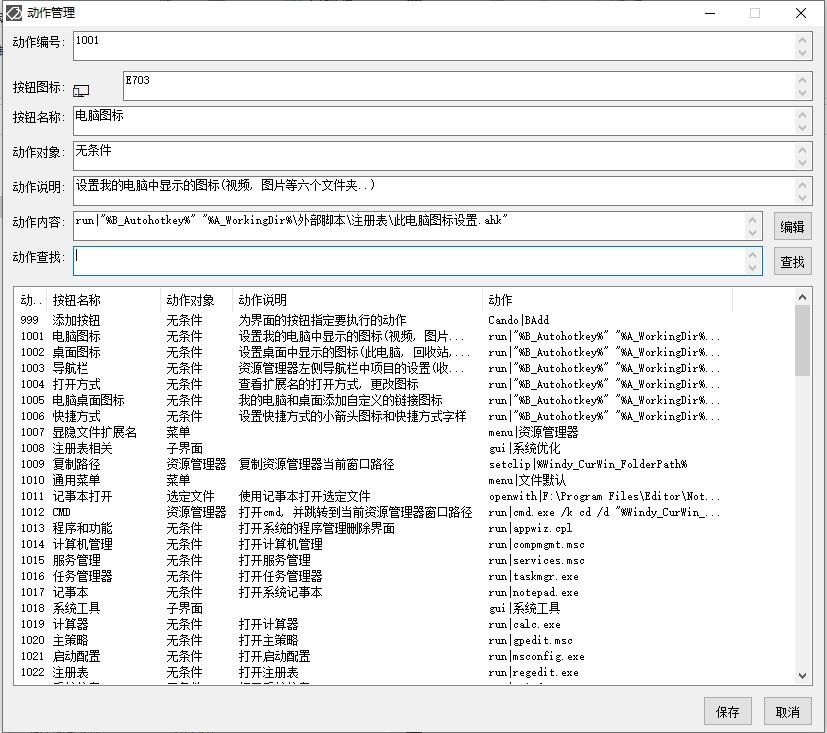 动作管理
动作编号: 1001
按钮图标: E703
按钮名称: 电脑图标
动作对象: 无条件
动作说明: 设置我的电脑中显示的图标(视频, 图片等六个文件夹..)
动作内容: run|"%B_Autohotkey%" "%A_WorkingDir%\外部脚本\注册表\此电脑图标设置.ahk" 编辑
动作查找: 查找
动.. 按钮名称 动作对象 动作说明 动作
999 添加按钮 无条件 为界面的按钮指定要执行的动作 Cando|BAdd
1001 电脑图标 无条件 设置我的电脑中显示的图标(视频, 图片... run|"%B_Autohotkey%" "%A_WorkingDir%...
1002 桌面图标 无条件 设置桌面中显示的图标(此电脑, 回收站,... run|"%B_Autohotkey%" "%A_WorkingDir%...
1003 导航栏 无条件 资源管理器左侧导航栏中项目的设置(收... run|"%B_Autohotkey%" "%A_WorkingDir%...
1004 打开方式 无条件 查看扩展名的打开方式, 更改图标 run|"%B_Autohotkey%" "%A_WorkingDir%...
1005 电脑桌面图标 无条件 我的电脑和桌面添加自定义的链接图标 run|"%B_Autohotkey%" "%A_WorkingDir%...
1006 快捷方式 无条件 设置快捷方式的小箭头图标和快捷方式字样 run|"%B_Autohotkey%" "%A_WorkingDir%...
1007 显隐文件扩展名 菜单 menu|资源管理器
1008 注册表相关 子界面 gui|系统优化
1009 复制路径 资源管理器 复制资源管理器当前窗口路径 setclip|%Windy_CurWin_FolderPath%
1010 通用菜单 菜单 menu|文件默认
1011 记事本打开 选定文件 使用记事本打开选定文件 openwith|F:\Program Files\Editor\Not...
1012 CMD 资源管理器 打开cmd, 并跳转到当前资源管理器窗口路径 run|cmd.exe /k cd /d "%Windy_CurWin_...
1013 程序和功能 无条件 打开系统的程序管理删除界面 run|appwiz.cpl
1014 计算机管理 无条件 打开计算机管理 run|compmgmt.msc
1015 服务管理 无条件 打开服务管理 run|services.msc
1016 任务管理器 无条件 打开任务管理器 run|taskmgr.exe
1017 记事本 无条件 打开系统记事本 run|notepad.exe
1018 系统工具 子界面 gui|系统工具
1019 计算器 无条件 打开计算器 run|calc.exe
1020 主策略 无条件 打开主策略 run|gpedit.msc
1021 启动配置 无条件 打开启动配置 run|msconfig.exe
1022 注册表 无条件 打开注册表 run|regedit.exe
保存 取消